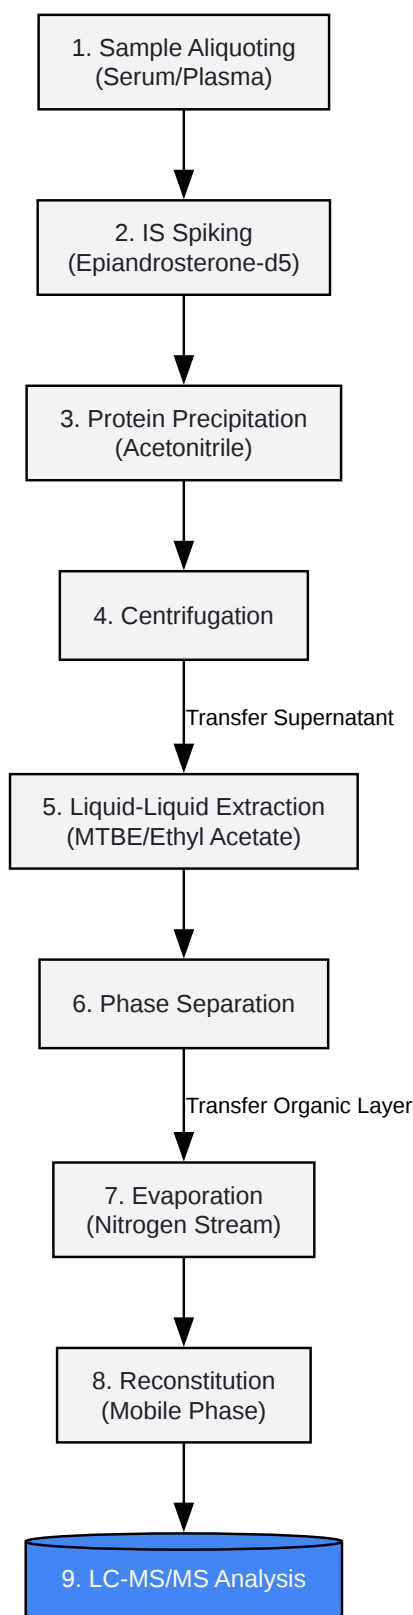 1. Sample Aliquoting
(Serum/Plasma)
2. IS Spiking
(Epiandrosterone-d5)
3. Protein Precipitation
(Acetonitrile)
4. Centrifugation
Transfer Supernatant
5. Liquid-Liquid Extraction
(MTBE/Ethyl Acetate)
6. Phase Separation
Transfer Organic Layer
7. Evaporation
(Nitrogen Stream)
8. Reconstitution
(Mobile Phase)
9. LC-MS/MS Analysis